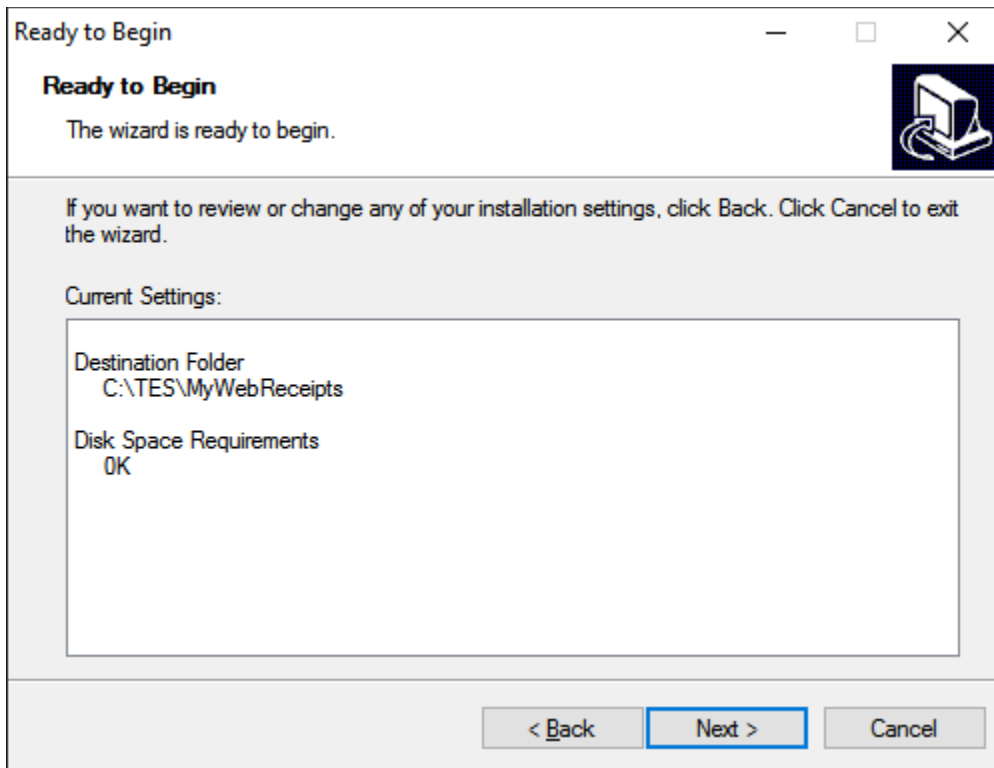 Ready to Begin
Ready to Begin
The wizard is ready to begin.
If you want to review or change any of your installation settings, click Back. Click Cancel to exit
the wizard.
Current Settings:
Destination Folder
C:\TES\MyWebReceipts
Disk Space Requirements
0K
< Back
Next >
Cancel